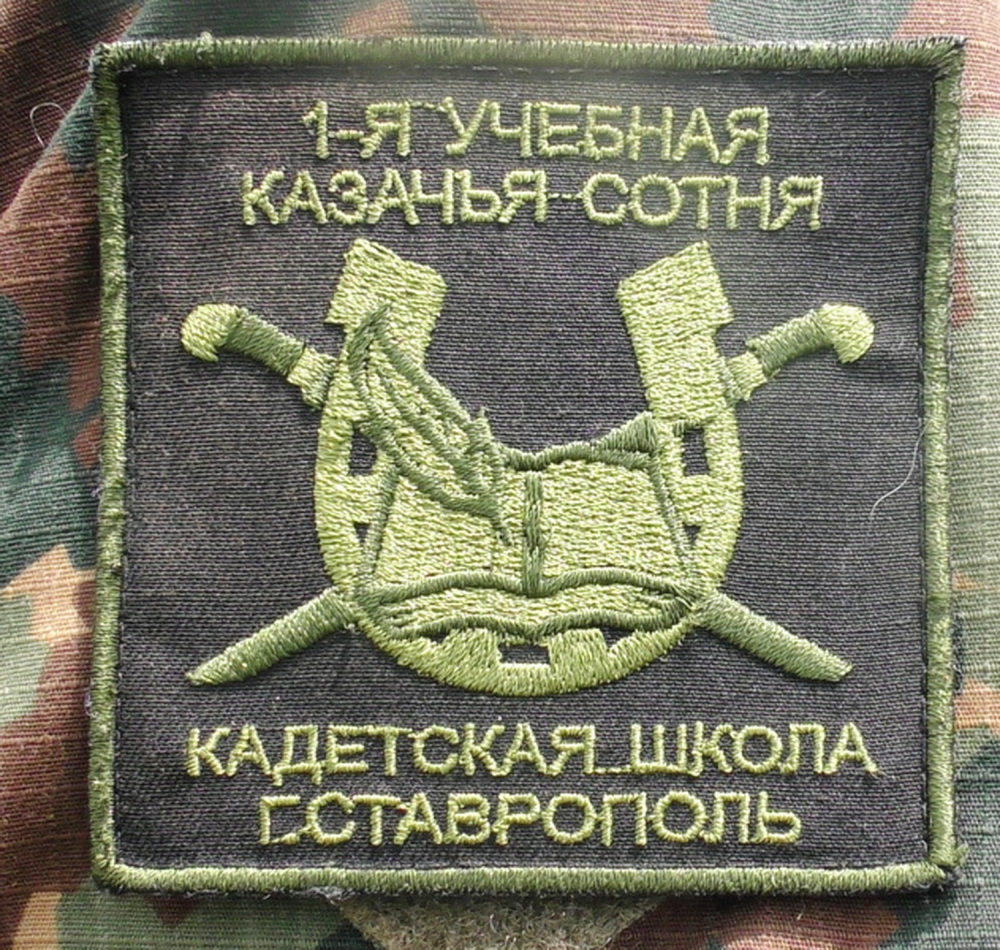 1-Я УЧЕБНАЯ
КАЗАЧЬЯ СОТНЯ
КАДЕТСКАЯ ШКОЛА
Г.СТАВРОПОЛЬ